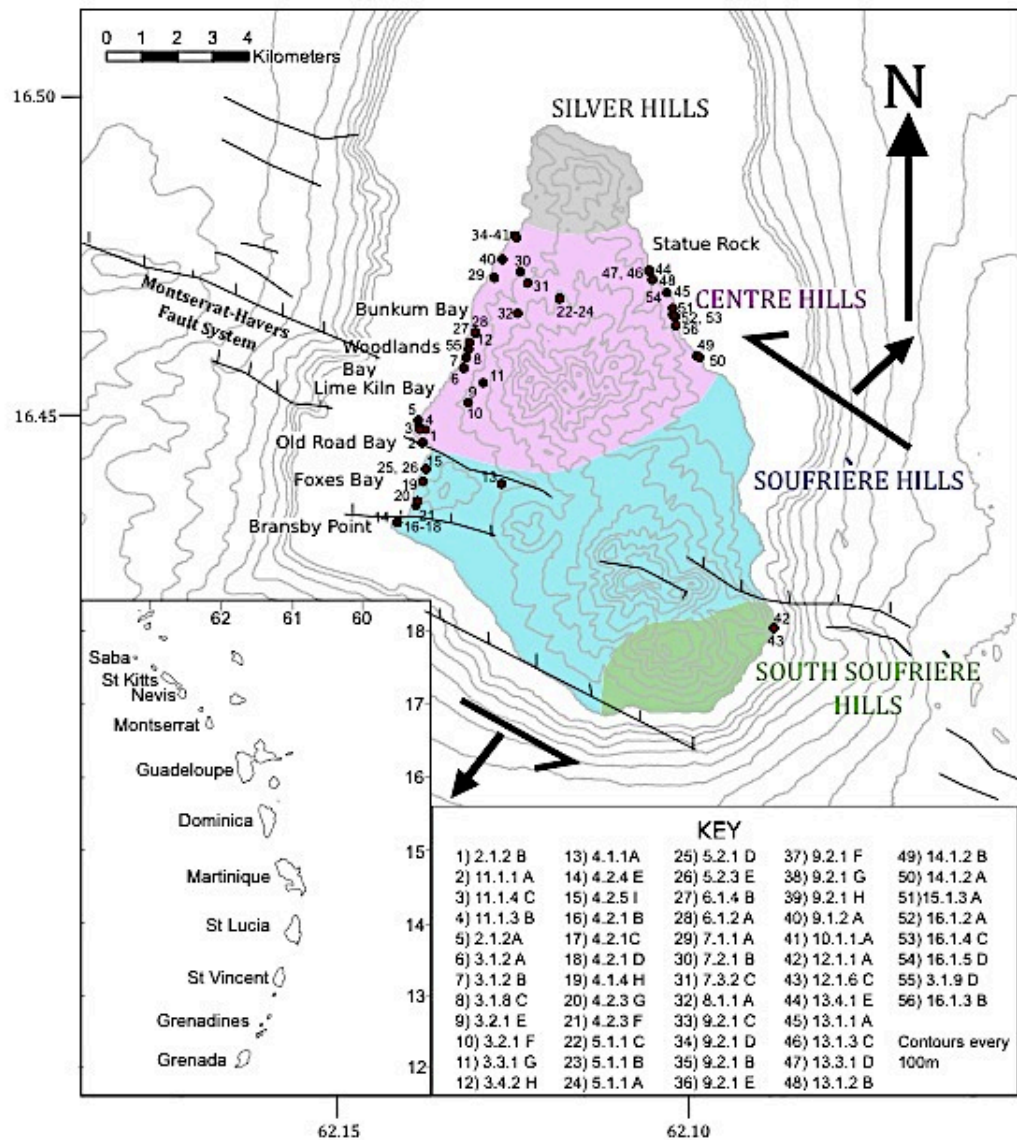 0 1 2 3 4
Kilometers
N
16.50
SILVER HILLS
34-41
Statue Rock
40
30
47, 46
44
29
31
48
54
45
CENTRE HILLS
Montserrat-Havers
Fault System
Bunkum Bay
32
22-24
51
52, 53
56
28
27
12
Woodlands
Bay
55
7
8
6
49
50
11
Lime Kiln Bay
9
10
16.45
5
4
3
1
Old Road Bay
2
SOUFRIÈRE HILLS
25, 26
15
Foxes Bay
19
13
20
21
Bransby Point
14
16-18
42
43
SOUTH SOUFRIÈRE
HILLS
62 61 60
18
Saba
St Kitts
Nevis
17
Montserrat
Guadeloupe
16
Dominica
15
Martinique
14
St Lucia
St Vincent
13
Grenadines
Grenada
12
KEY
1) 2.1.2 B
2) 11.1.1 A
3) 11.1.4 C
4) 11.1.3 B
5) 2.1.2A
6) 3.1.2 A
7) 3.1.2 B
8) 3.1.8 C
9) 3.2.1 E
10) 3.2.1 F
11) 3.3.1 G
12) 3.4.2 H
13) 4.1.1A
14) 4.2.4 E
15) 4.2.5 I
16) 4.2.1 B
17) 4.2.1C
18) 4.2.1 D
19) 4.1.4 H
20) 4.2.3 G
21) 4.2.3 F
22) 5.1.1 C
23) 5.1.1 B
24) 5.1.1 A
25) 5.2.1 D
26) 5.2.3 E
27) 6.1.4 B
28) 6.1.2 A
29) 7.1.1 A
30) 7.2.1 B
31) 7.3.2 C
32) 8.1.1 A
33) 9.2.1 C
34) 9.2.1 D
35) 9.2.1 B
36) 9.2.1 E
37) 9.2.1 F
38) 9.2.1 G
39) 9.2.1 H
40) 9.1.2 A
41) 10.1.1.A
42) 12.1.1 A
43) 12.1.6 C
44) 13.4.1 E
45) 13.1.1 A
46) 13.1.3 C
47) 13.3.1 D
48) 13.1.2 B
49) 14.1.2 B
50) 14.1.2 A
51)15.1.3 A
52) 16.1.2 A
53) 16.1.4 C
54) 16.1.5 D
55) 3.1.9 D
56) 16.1.3 B
Contours every
100m
62.15
62.10